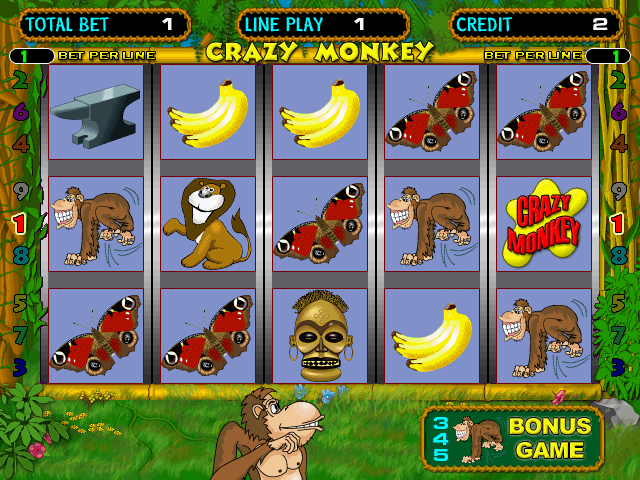 TOTAL BET 1 LINE PLAY 1 CREDIT 2
1 BET PER LINE CRAZY MONKEY BET PER LINE 1
2 2
6 6
4 4
9 9
1 CRAZY MONKEY 1
8 8
5 5
7 7
3 3
3 BONUS
4 GAME
5